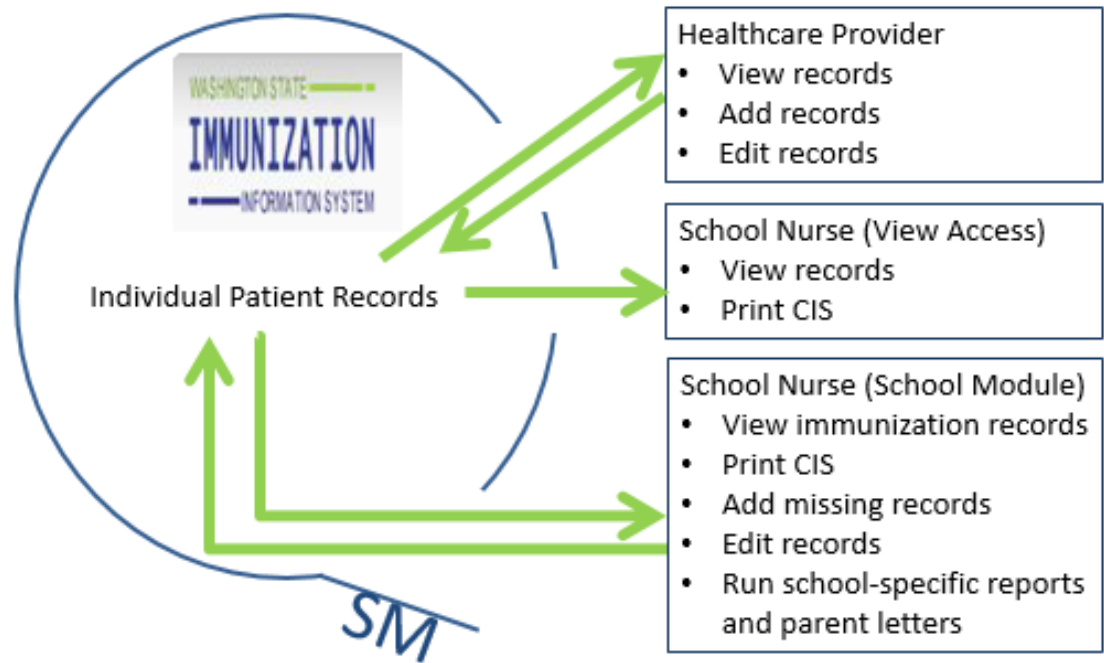 WASHINGTON STATE
IMMUNIZATION
INFORMATION SYSTEM
Individual Patient Records
SM
Healthcare Provider
• View records
• Add records
• Edit records
School Nurse (View Access)
• View records
• Print CIS
School Nurse (School Module)
• View immunization records
• Print CIS
• Add missing records
• Edit records
• Run school-specific reports
and parent letters